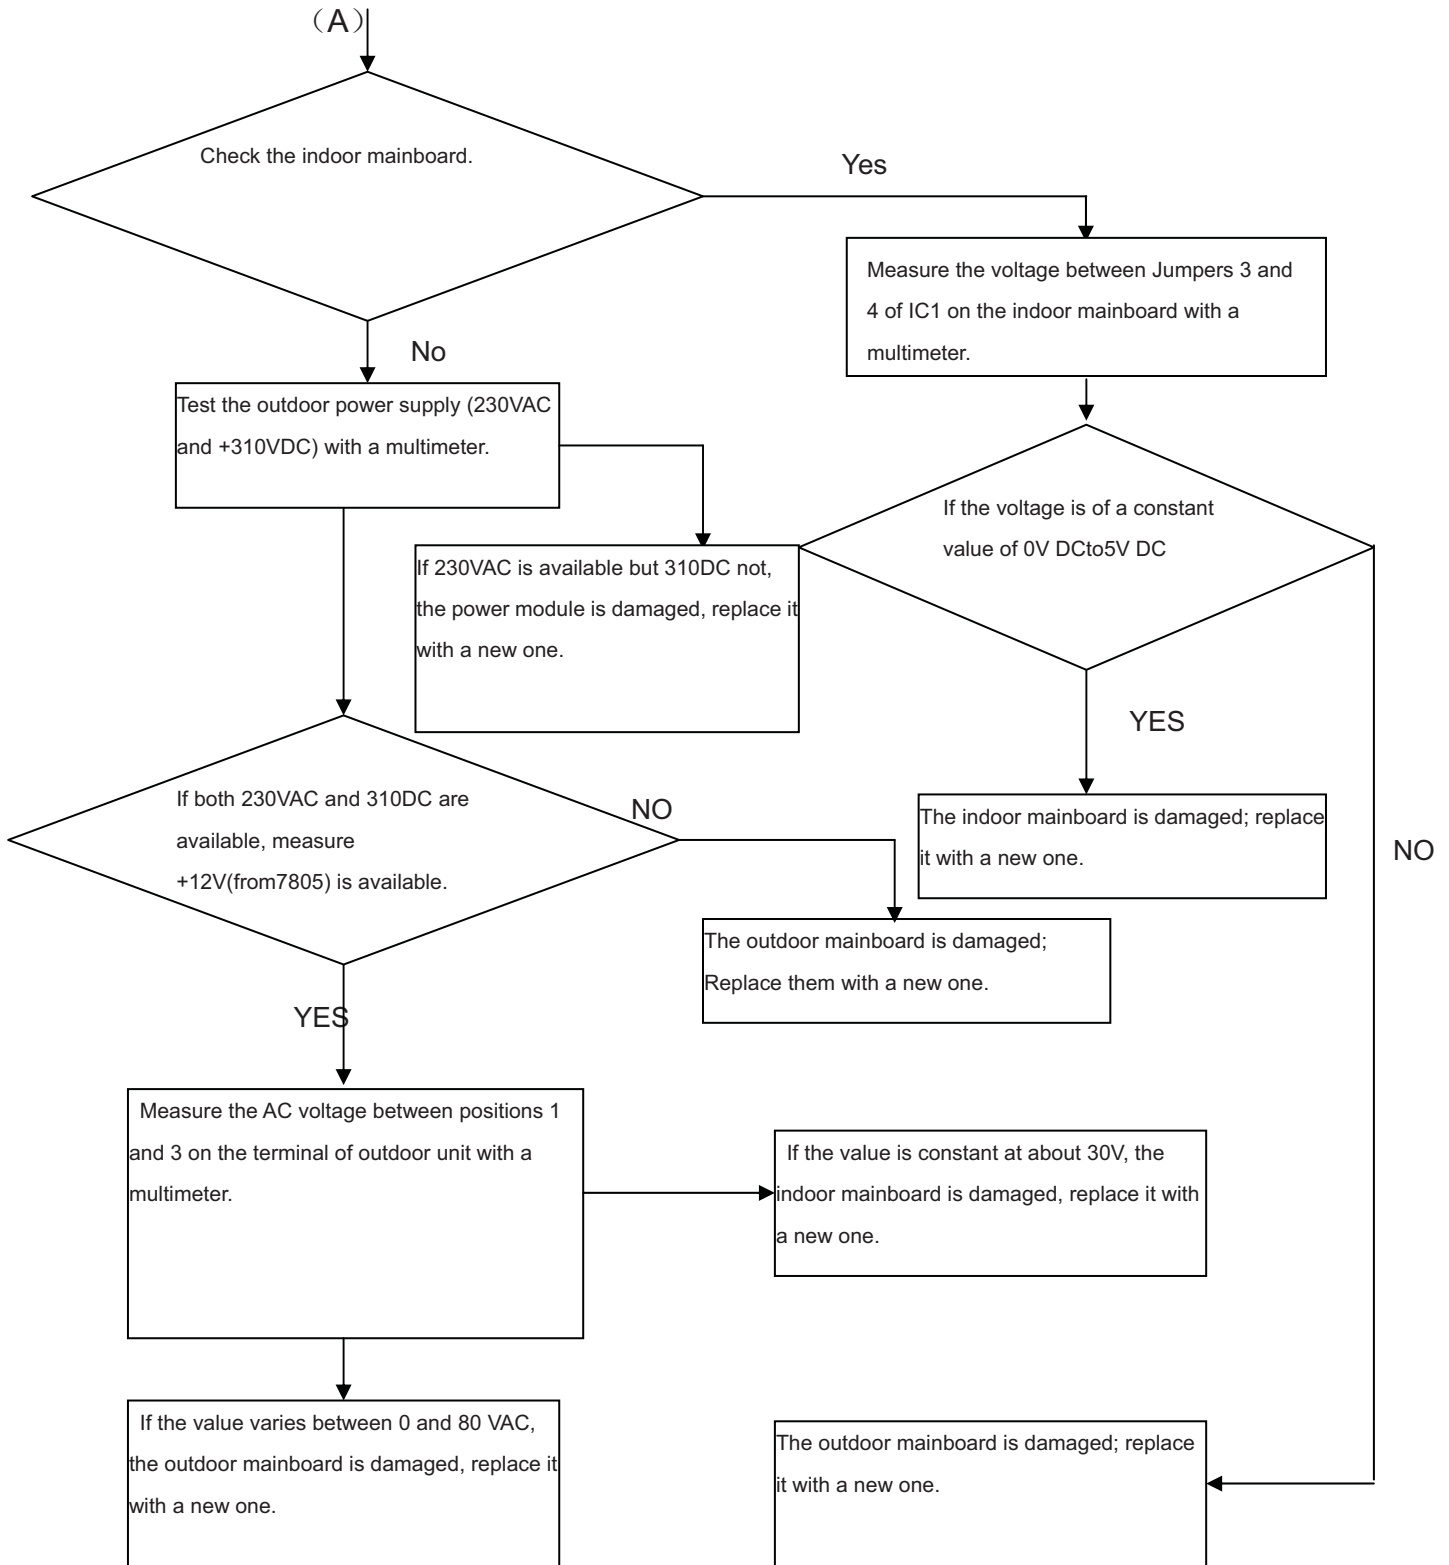 （A）
Check the indoor mainboard.
Yes
Measure the voltage between Jumpers 3 and
4 of IC1 on the indoor mainboard with a
multimeter.
No
Test the outdoor power supply (230VAC
and +310VDC) with a multimeter.
If the voltage is of a constant
value of 0V DCto5V DC
If 230VAC is available but 310DC not,
the power module is damaged, replace it
with a new one.
YES
If both 230VAC and 310DC are
available, measure
+12V(from7805) is available.
NO
The indoor mainboard is damaged; replace
it with a new one.
NO
The outdoor mainboard is damaged;
Replace them with a new one.
YES
Measure the AC voltage between positions 1
and 3 on the terminal of outdoor unit with a
multimeter.
If the value is constant at about 30V, the
indoor mainboard is damaged, replace it with
a new one.
If the value varies between 0 and 80 VAC,
the outdoor mainboard is damaged, replace it
with a new one.
The outdoor mainboard is damaged; replace
it with a new one.